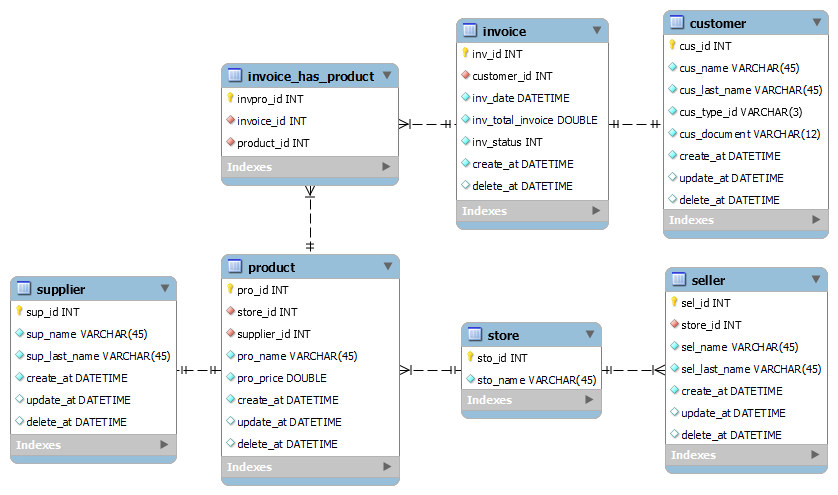 invoice_has_product
invpro_id INT
invoice_id INT
product_id INT
Indexes
invoice
inv_id INT
customer_id INT
inv_date DATETIME
inv_total_invoice DOUBLE
inv_status INT
create_at DATETIME
delete_at DATETIME
Indexes
customer
cus_id INT
cus_name VARCHAR(45)
cus_last_name VARCHAR(45)
cus_type_id VARCHAR(3)
cus_document VARCHAR(12)
create_at DATETIME
update_at DATETIME
delete_at DATETIME
Indexes
supplier
sup_id INT
sup_name VARCHAR(45)
sup_last_name VARCHAR(45)
create_at DATETIME
update_at DATETIME
delete_at DATETIME
Indexes
product
pro_id INT
store_id INT
supplier_id INT
pro_name VARCHAR(45)
pro_price DOUBLE
create_at DATETIME
update_at DATETIME
delete_at DATETIME
Indexes
store
sto_id INT
sto_name VARCHAR(45)
Indexes
seller
sel_id INT
store_id INT
sel_name VARCHAR(45)
sel_last_name VARCHAR(45)
create_at DATETIME
update_at DATETIME
delete_at DATETIME
Indexes